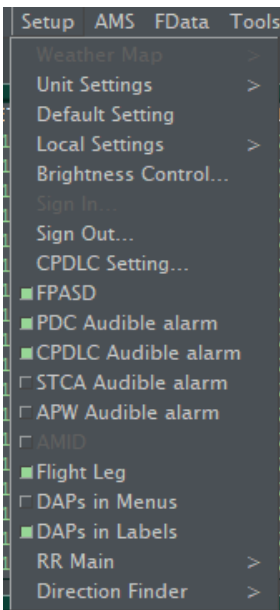 Setup AMS FData Tools
Weather Map >
Unit Settings >
Default Setting
Local Settings >
Brightness Control...
Sign In...
Sign Out...
CPDLC Setting...
FPASD
PDC Audible alarm
CPDLC Audible alarm
STCA Audible alarm
APW Audible alarm
AMID
Flight Leg
DAPs in Menus
DAPs in Labels
RR Main >
Direction Finder >